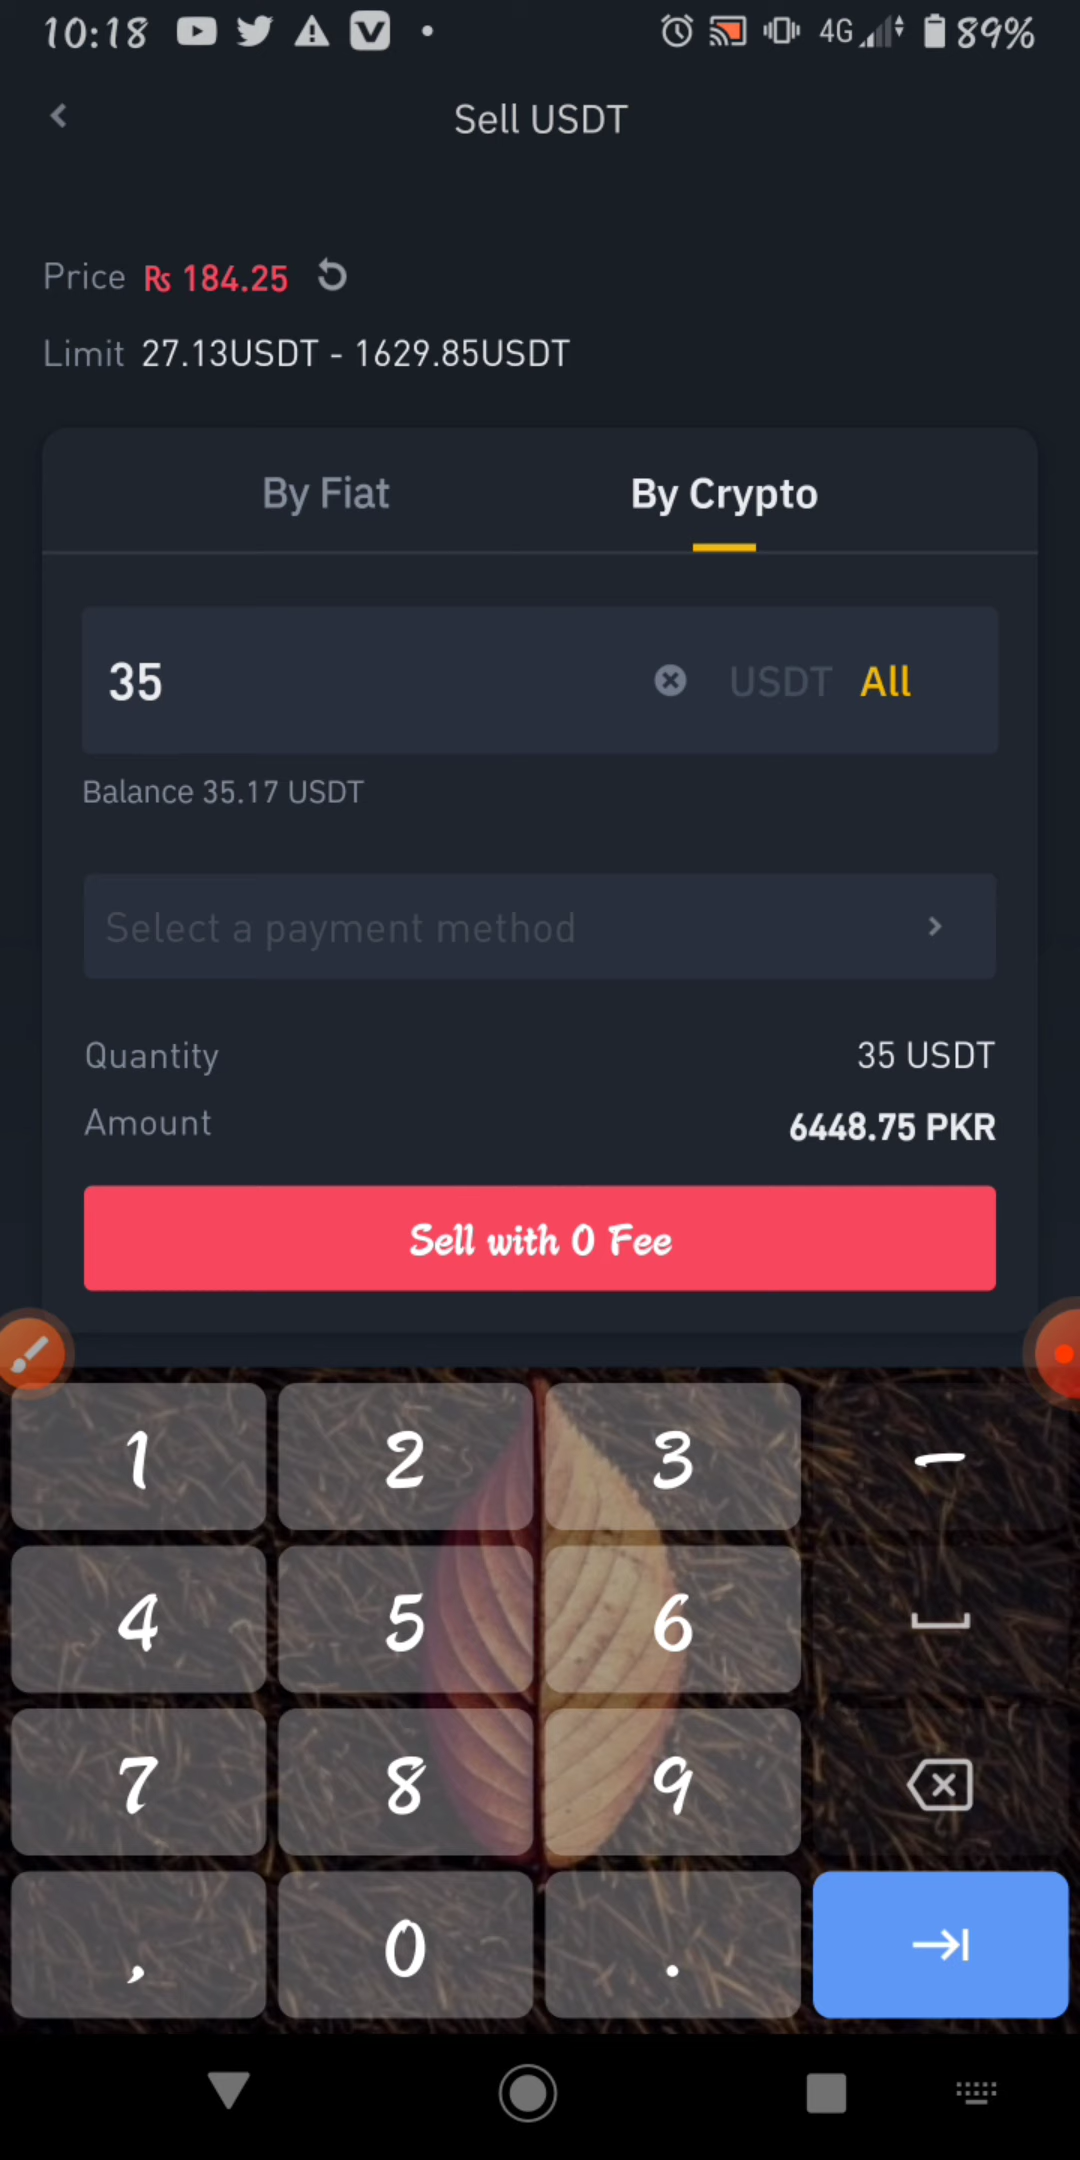 10:18 4G 89%
Sell USDT
Price Rs 184.25
Limit 27.13USDT - 1629.85USDT
By Fiat By Crypto
35 USDT All
Balance 35.17 USDT
Select a payment method
Quantity 35 USDT
Amount 6448.75 PKR
Sell with 0 Fee
1 2 3 -
4 5 6
7 8 9
, 0 .